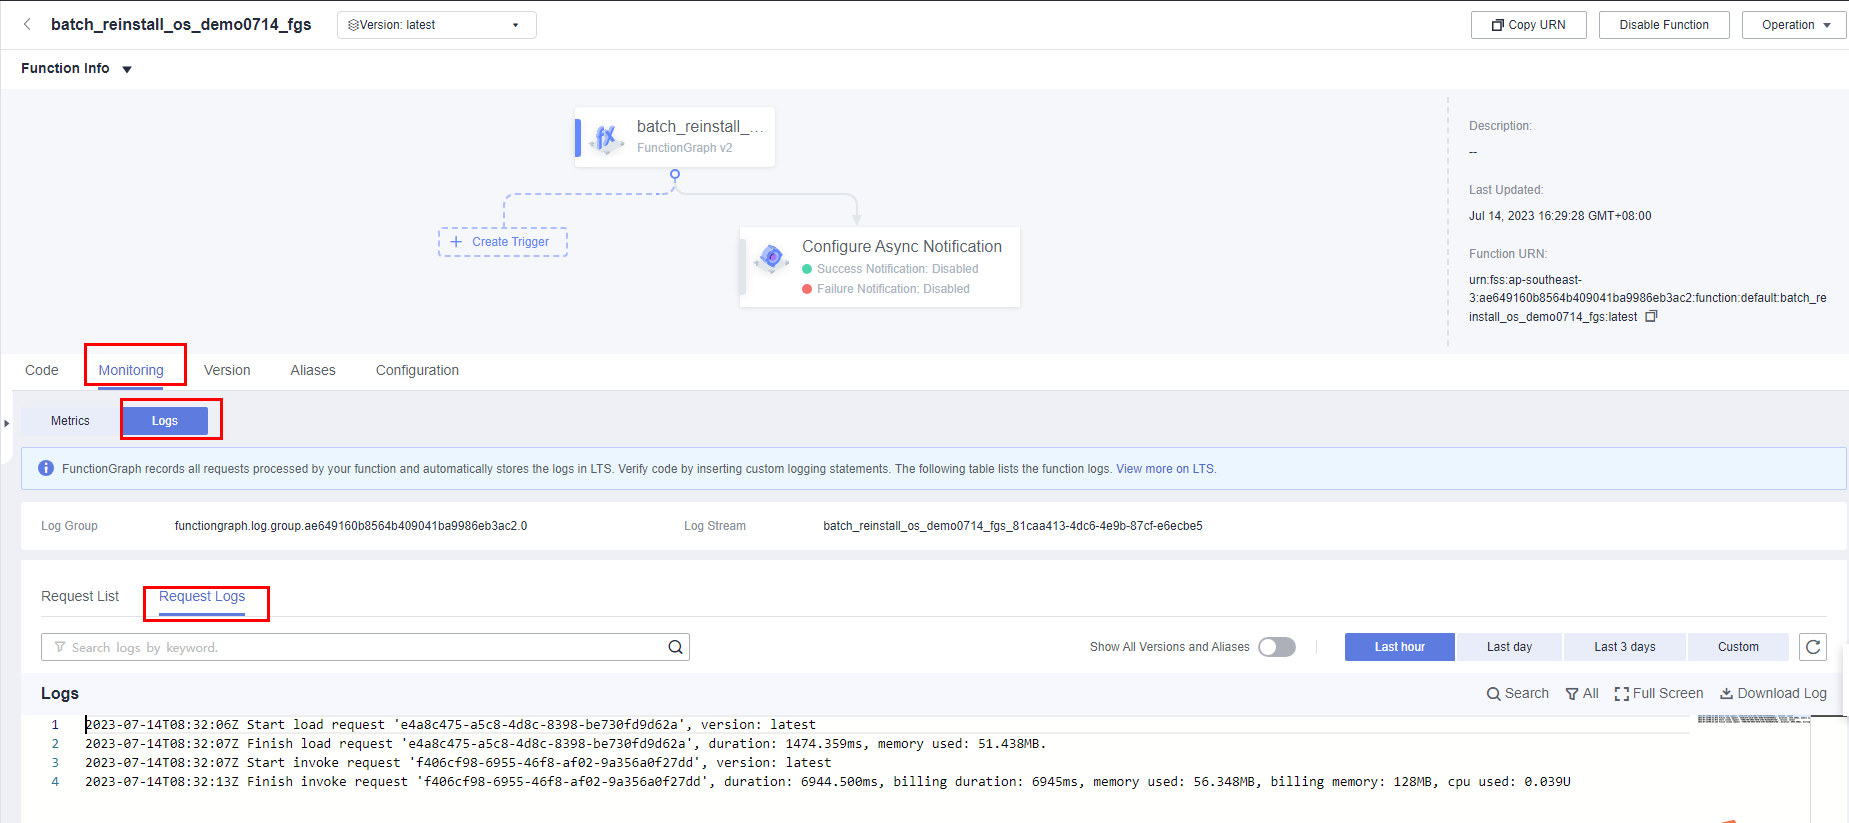 batch_reinstall_os_demo0714_fgs
Version: latest
Copy URN
Disable Function
Operation
Function Info
batch_reinstall_...
FunctionGraph v2
Create Trigger
Configure Async Notification
Success Notification: Disabled
Failure Notification: Disabled
Description:
--
Last Updated:
Jul 14, 2023 16:29:28 GMT+08:00
Function URN:
urn:fss:ap-southeast-
3:ae649160b8564b409041ba9986eb3ac2:function:default:batch_re
install_os_demo0714_fgs:latest
Code
Monitoring
Version
Aliases
Configuration
Metrics
Logs
FunctionGraph records all requests processed by your function and automatically stores the logs in LTS. Verify code by inserting custom logging statements. The following table lists the function logs. View more on LTS.
Log Group
functiongraph.log.group.ae649160b8564b409041ba9986eb3ac2.0
Log Stream
batch_reinstall_os_demo0714_fgs_81caa413-4dc6-4e9b-87cf-e6ecbe5
Request List
Request Logs
Search logs by keyword.
Show All Versions and Aliases
Last hour
Last day
Last 3 days
Custom
Logs
Search
All
Full Screen
Download Log
1 2023-07-14T08:32:06Z Start load request 'e4a8c475-a5c8-4d8c-8398-be730fd9d62a', version: latest
2 2023-07-14T08:32:07Z Finish load request 'e4a8c475-a5c8-4d8c-8398-be730fd9d62a', duration: 1474.359ms, memory used: 51.438MB.
3 2023-07-14T08:32:07Z Start invoke request 'f406cf98-6955-46f8-af02-9a356a0f27dd', version: latest
4 2023-07-14T08:32:13Z Finish invoke request 'f406cf98-6955-46f8-af02-9a356a0f27dd', duration: 6944.500ms, billing duration: 6945ms, memory used: 56.348MB, billing memory: 128MB, cpu used: 0.039U